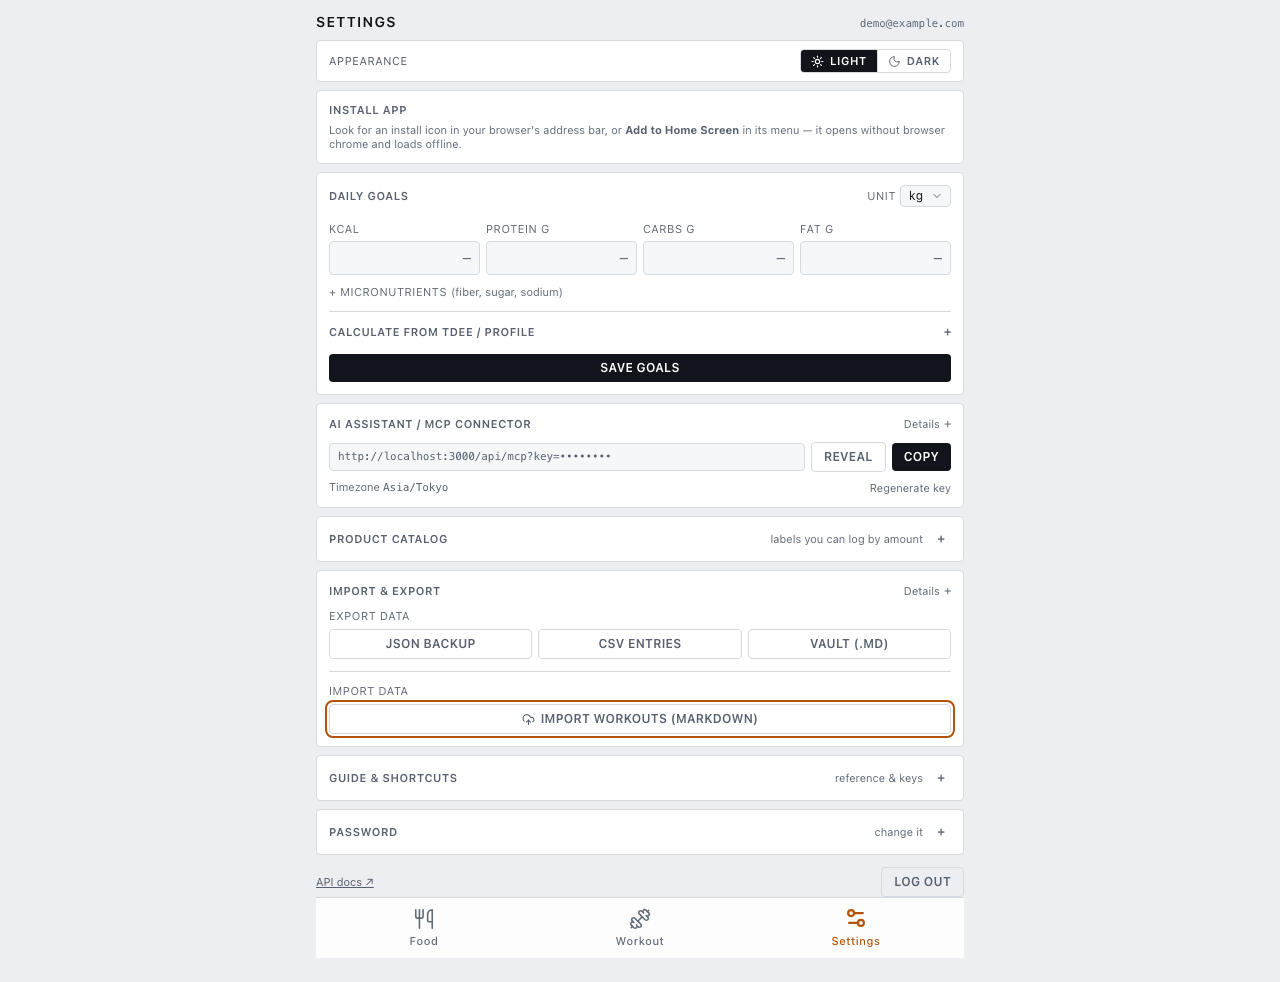 SETTINGS
demo@example.com
APPEARANCE
LIGHT
DARK
INSTALL APP
Look for an install icon in your browser's address bar, or Add to Home Screen in its menu — it opens without browser
chrome and loads offline.
DAILY GOALS
UNIT
kg
KCAL
PROTEIN G
CARBS G
FAT G
–
–
–
–
+ MICRONUTRIENTS (fiber, sugar, sodium)
CALCULATE FROM TDEE / PROFILE
+
SAVE GOALS
AI ASSISTANT / MCP CONNECTOR
Details +
http://localhost:3000/api/mcp?key=••••••••
REVEAL
COPY
Timezone Asia/Tokyo
Regenerate key
PRODUCT CATALOG
labels you can log by amount
+
IMPORT & EXPORT
Details +
EXPORT DATA
JSON BACKUP
CSV ENTRIES
VAULT (.MD)
IMPORT DATA
IMPORT WORKOUTS (MARKDOWN)
GUIDE & SHORTCUTS
reference & keys
+
PASSWORD
change it
+
API docs ↗
LOG OUT
Food
Workout
Settings